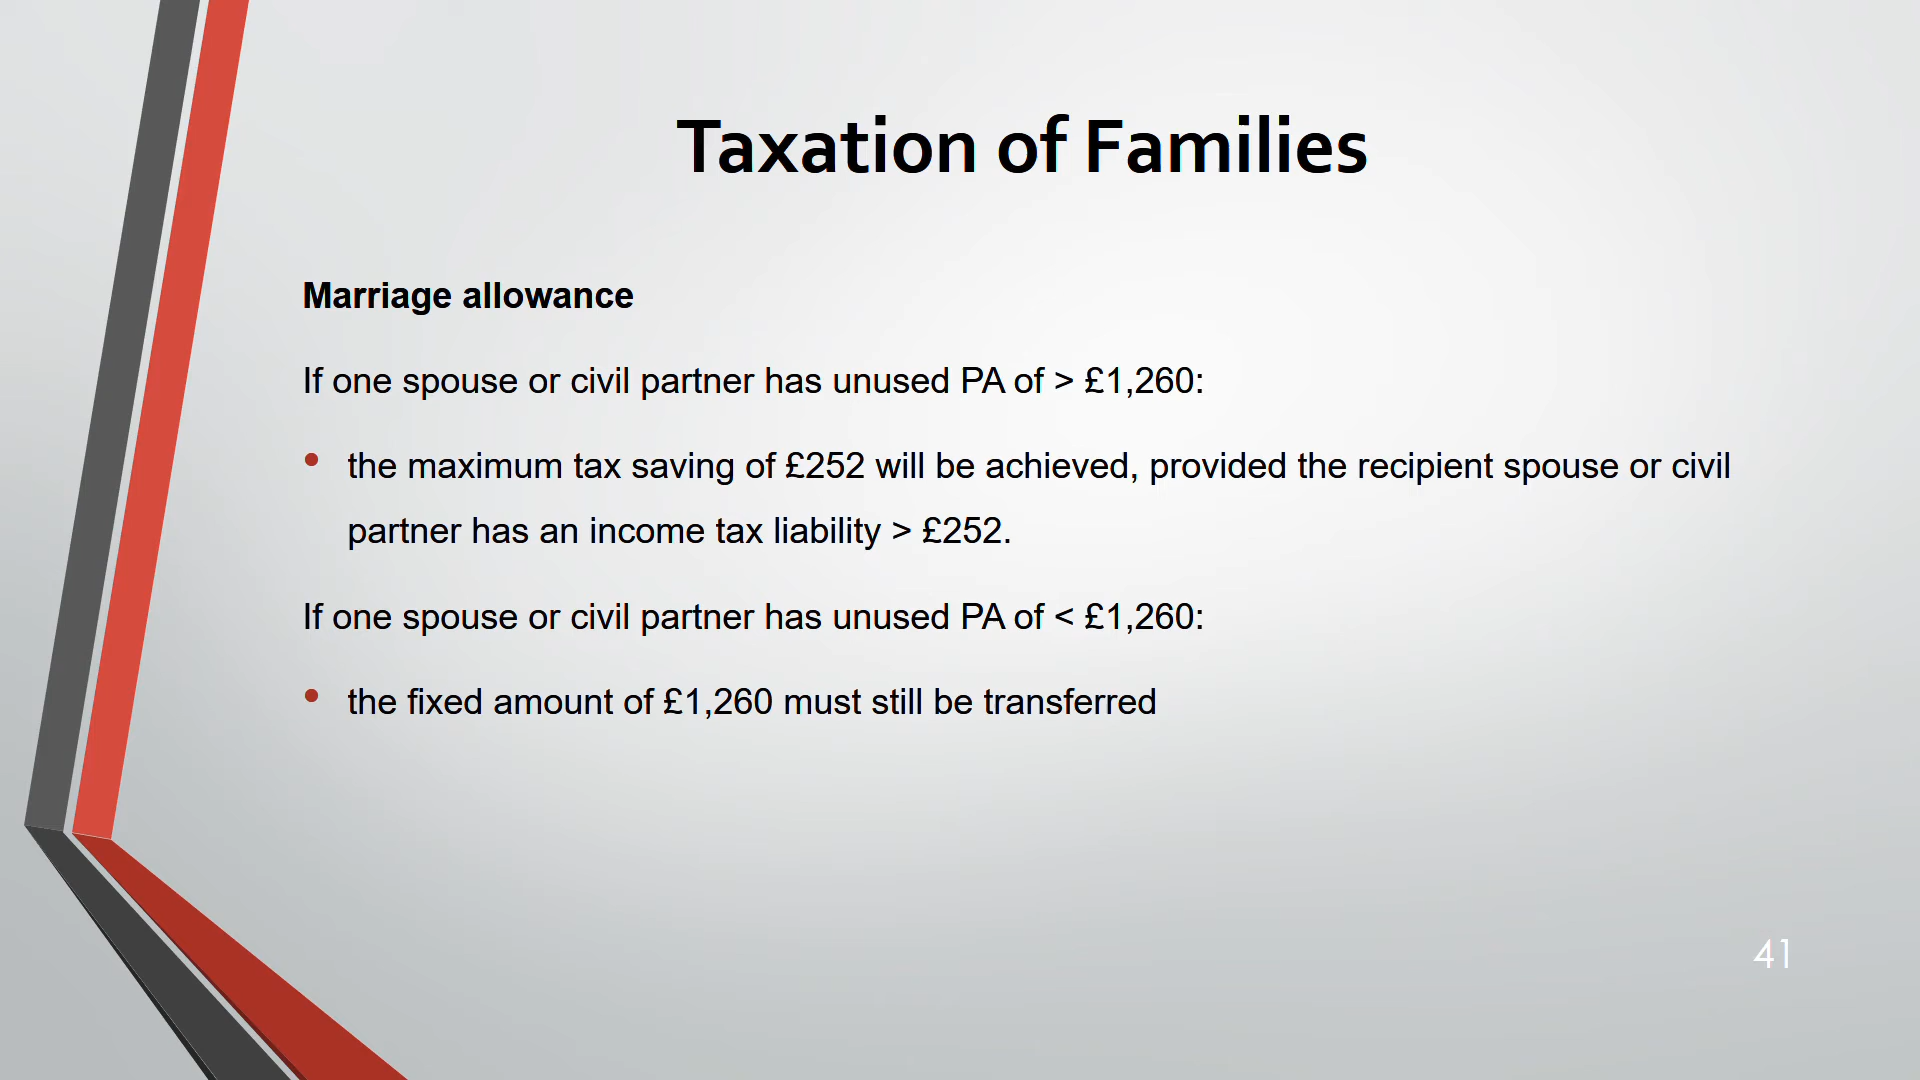 Taxation of Families
Marriage allowance
If one spouse or civil partner has unused PA of > £1,260:
• the maximum tax saving of £252 will be achieved, provided the recipient spouse or civil
partner has an income tax liability > £252.
If one spouse or civil partner has unused PA of < £1,260:
• the fixed amount of £1,260 must still be transferred
41